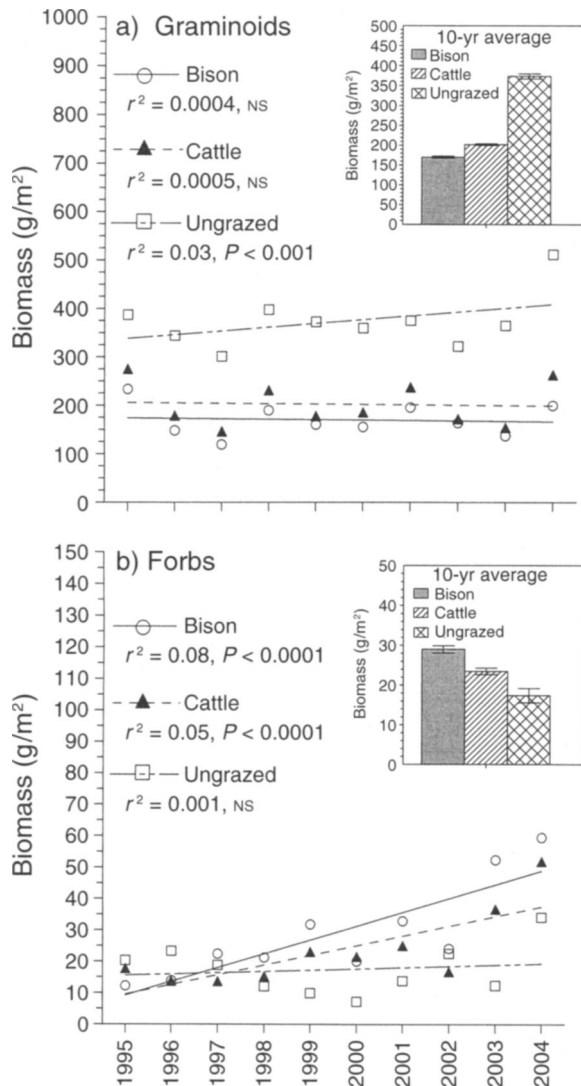 a) Graminoids
Bison
r² = 0.0004, NS
Cattle
r² = 0.0005, NS
Ungrazed
r² = 0.03, P < 0.001
Biomass (g/m²)
1000
900
800
700
600
500
400
300
200
100
0
10-yr average
Bison
Cattle
Ungrazed
Biomass (g/m²)
500
450
400
350
300
250
200
150
100
50
0
b) Forbs
Bison
r² = 0.08, P < 0.0001
Cattle
r² = 0.05, P < 0.0001
Ungrazed
r² = 0.001, NS
Biomass (g/m²)
150
140
130
120
110
100
90
80
70
60
50
40
30
20
10
0
10-yr average
Bison
Cattle
Ungrazed
Biomass (g/m²)
50
40
30
20
10
0
1995 1996 1997 1998 1999 2000 2001 2002 2003 2004